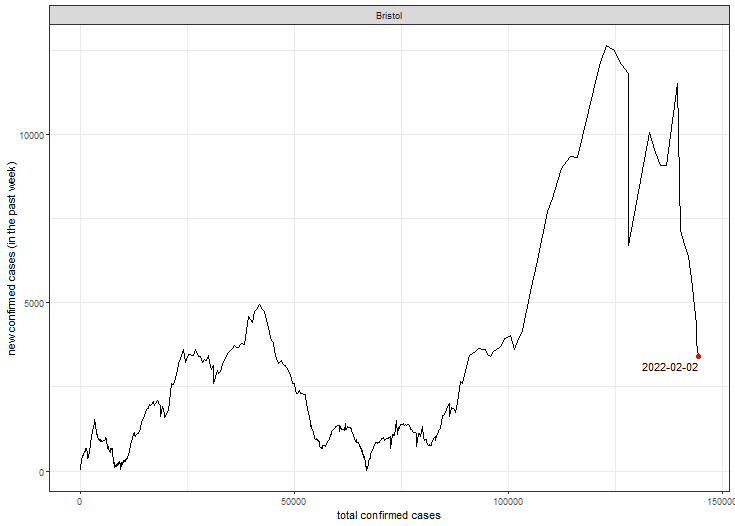 Bristol
new confirmed cases (in the past week)
10000
5000
0
2022-02-02
0
50000
100000
150000
total confirmed cases